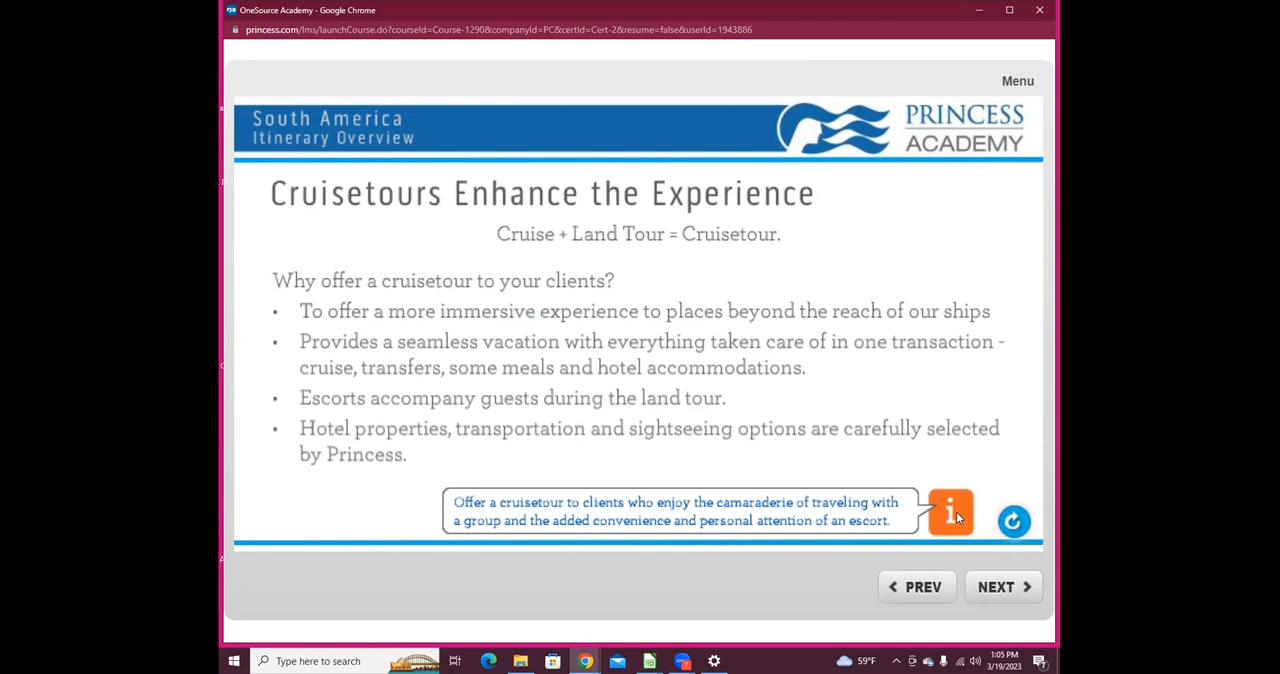 OneSource Academy - Google Chrome
princess.com/lms/launchCourse.do?courseId=Course-1290&companyId=PC&certId=Cert-2&resume=false&userId=1943886
Menu
South America
Itinerary Overview
PRINCESS
ACADEMY
Cruisetours Enhance the Experience
Cruise + Land Tour = Cruisetour.
Why offer a cruisetour to your clients?
• To offer a more immersive experience to places beyond the reach of our ships
• Provides a seamless vacation with everything taken care of in one transaction -
cruise, transfers, some meals and hotel accommodations.
• Escorts accompany guests during the land tour.
• Hotel properties, transportation and sightseeing options are carefully selected
by Princess.
Offer a cruisetour to clients who enjoy the camaraderie of traveling with
a group and the added convenience and personal attention of an escort.
i
PREV
NEXT
Type here to search
59°F
1:05 PM
3/19/2023